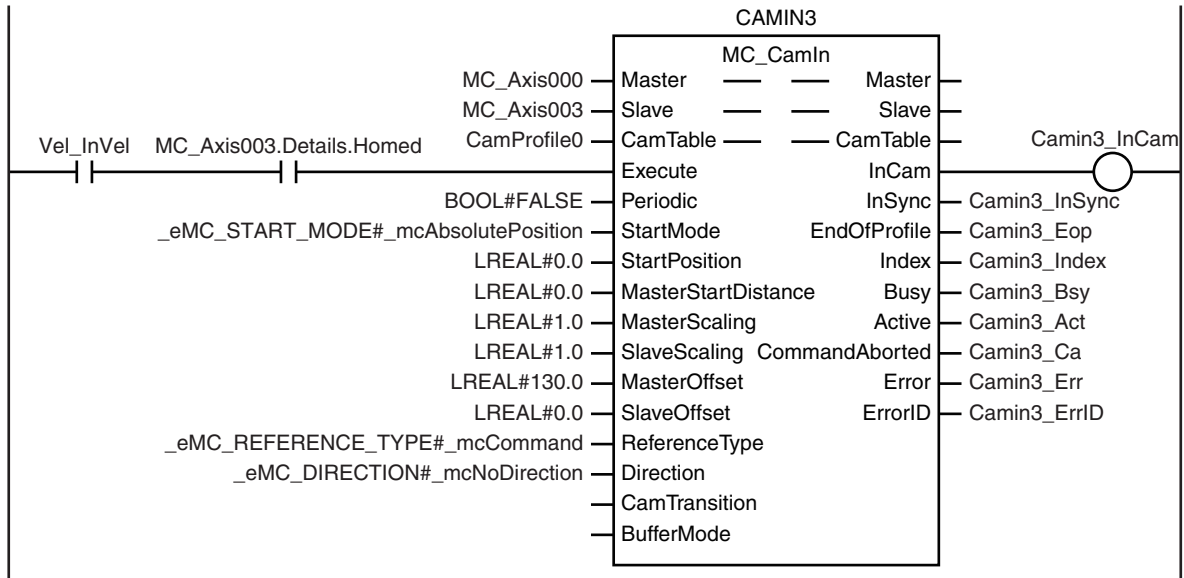 CAMIN3
MC_CamIn
MC_Axis000 Master Master
MC_Axis003 Slave Slave
CamProfile0 CamTable CamTable
Vel_InVel MC_Axis003.Details.Homed Camin3_InCam
Execute InCam
BOOL#FALSE Periodic InSync Camin3_InSync
_eMC_START_MODE#_mcAbsolutePosition StartMode EndOfProfile Camin3_Eop
LREAL#0.0 StartPosition Index Camin3_Index
LREAL#0.0 MasterStartDistance Busy Camin3_Bsy
LREAL#1.0 MasterScaling Active Camin3_Act
LREAL#1.0 SlaveScaling CommandAborted Camin3_Ca
LREAL#130.0 MasterOffset Error Camin3_Err
LREAL#0.0 SlaveOffset ErrorID Camin3_ErrID
_eMC_REFERENCE_TYPE#_mcCommand ReferenceType
_eMC_DIRECTION#_mcNoDirection Direction
CamTransition
BufferMode